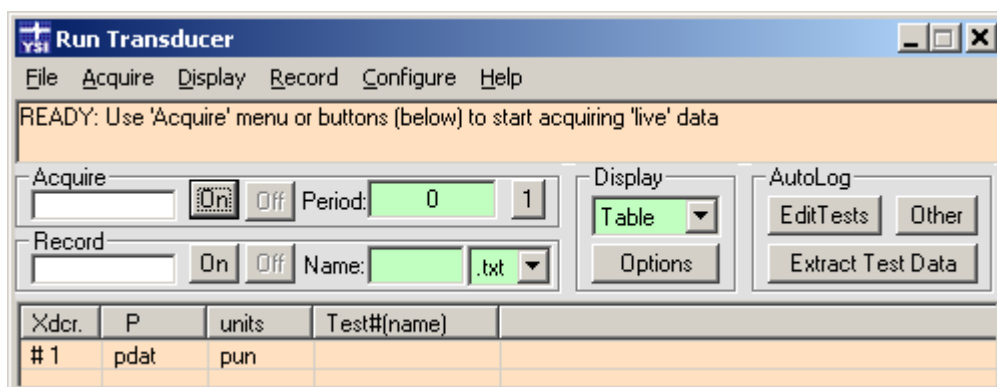 YSI Run Transducer
File Acquire Display Record Configure Help
READY: Use 'Acquire' menu or buttons (below) to start acquiring 'live' data
Acquire
On Off Period: 0 1
Record
On Off Name: .txt
Display
Table
Options
AutoLog
EditTests Other
Extract Test Data
Xdcr. P units Test#(name)
# 1 pdat pun